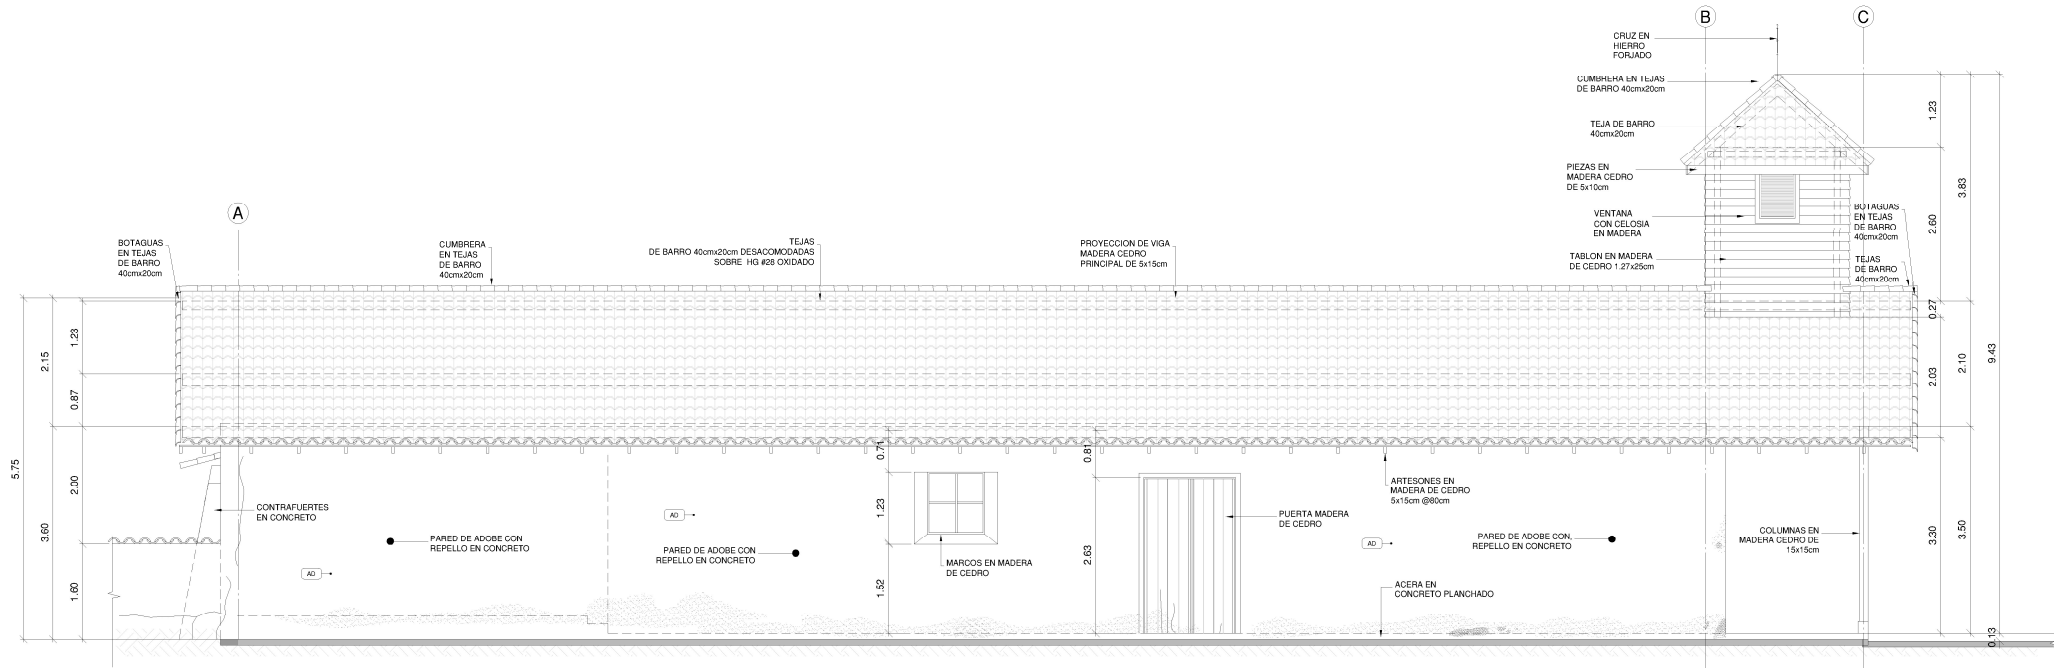 B
C
CRUZ EN
HIERRO
FORJADO
CUMBRERA EN TEJAS
DE BARRO 40cmx20cm
TEJA DE BARRO
40cmx20cm
PIEZAS EN
MADERA CEDRO
DE 5x10cm
VENTANA
CON CELOSIA
EN MADERA
TABLON EN MADERA
DE CEDRO 1.27x25cm
BOTAGUAS
EN TEJAS
DE BARRO
40cmx20cm
TEJAS
DE BARRO
40cmx20cm
1.23
2.60
0.27
2.03
3.30
3.83
2.10
3.50
9.43
0.13
A
BOTAGUAS
EN TEJAS
DE BARRO
40cmx20cm
CUMBRERA
EN TEJAS
DE BARRO
40cmx20cm
TEJAS
DE BARRO 40cmx20cm DESACOMODADAS
SOBRE HG #28 OXIDADO
PROYECCION DE VIGA
MADERA CEDRO
PRINCIPAL DE 5x15cm
5.75
2.15
3.60
1.23
0.87
2.00
1.60
CONTRAFUERTES
EN CONCRETO
PARED DE ADOBE CON
REPELLO EN CONCRETO
AD
AD
PARED DE ADOBE CON
REPELLO EN CONCRETO
0.71
1.23
1.52
MARCOS EN MADERA
DE CEDRO
0.81
2.63
PUERTA MADERA
DE CEDRO
ARTESONES EN
MADERA DE CEDRO
5x15cm @80cm
AD
PARED DE ADOBE CON,
REPELLO EN CONCRETO
ACERA EN
CONCRETO PLANCHADO
COLUMNAS EN
MADERA CEDRO DE
15x15cm